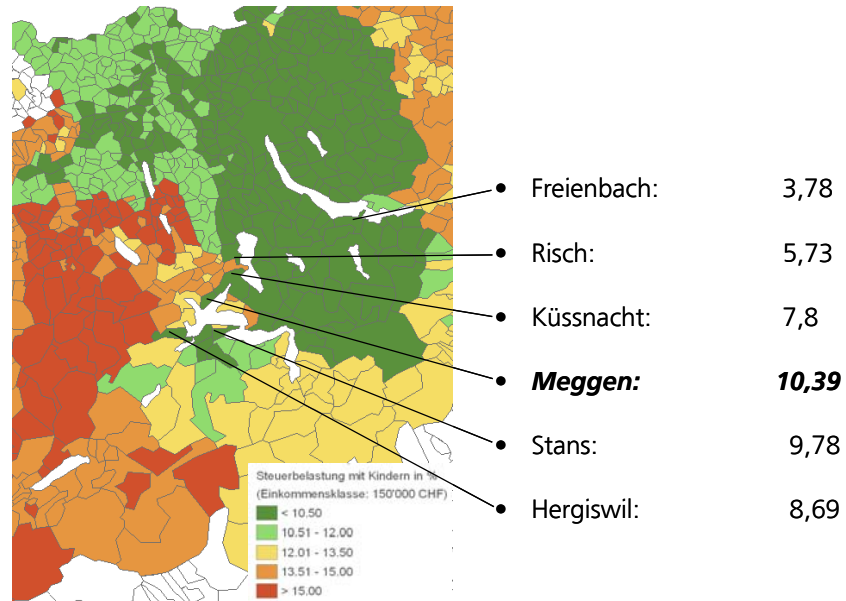 Freienbach: 3,78
Risch: 5,73
Küssnacht: 7,8
Meggen: 10,39
Stans: 9,78
Hergiswil: 8,69
Steuerbelastung mit Kindern in %
(Einkommensklasse: 150'000 CHF)
< 10.50
10.51 - 12.00
12.01 - 13.50
13.51 - 15.00
> 15.00